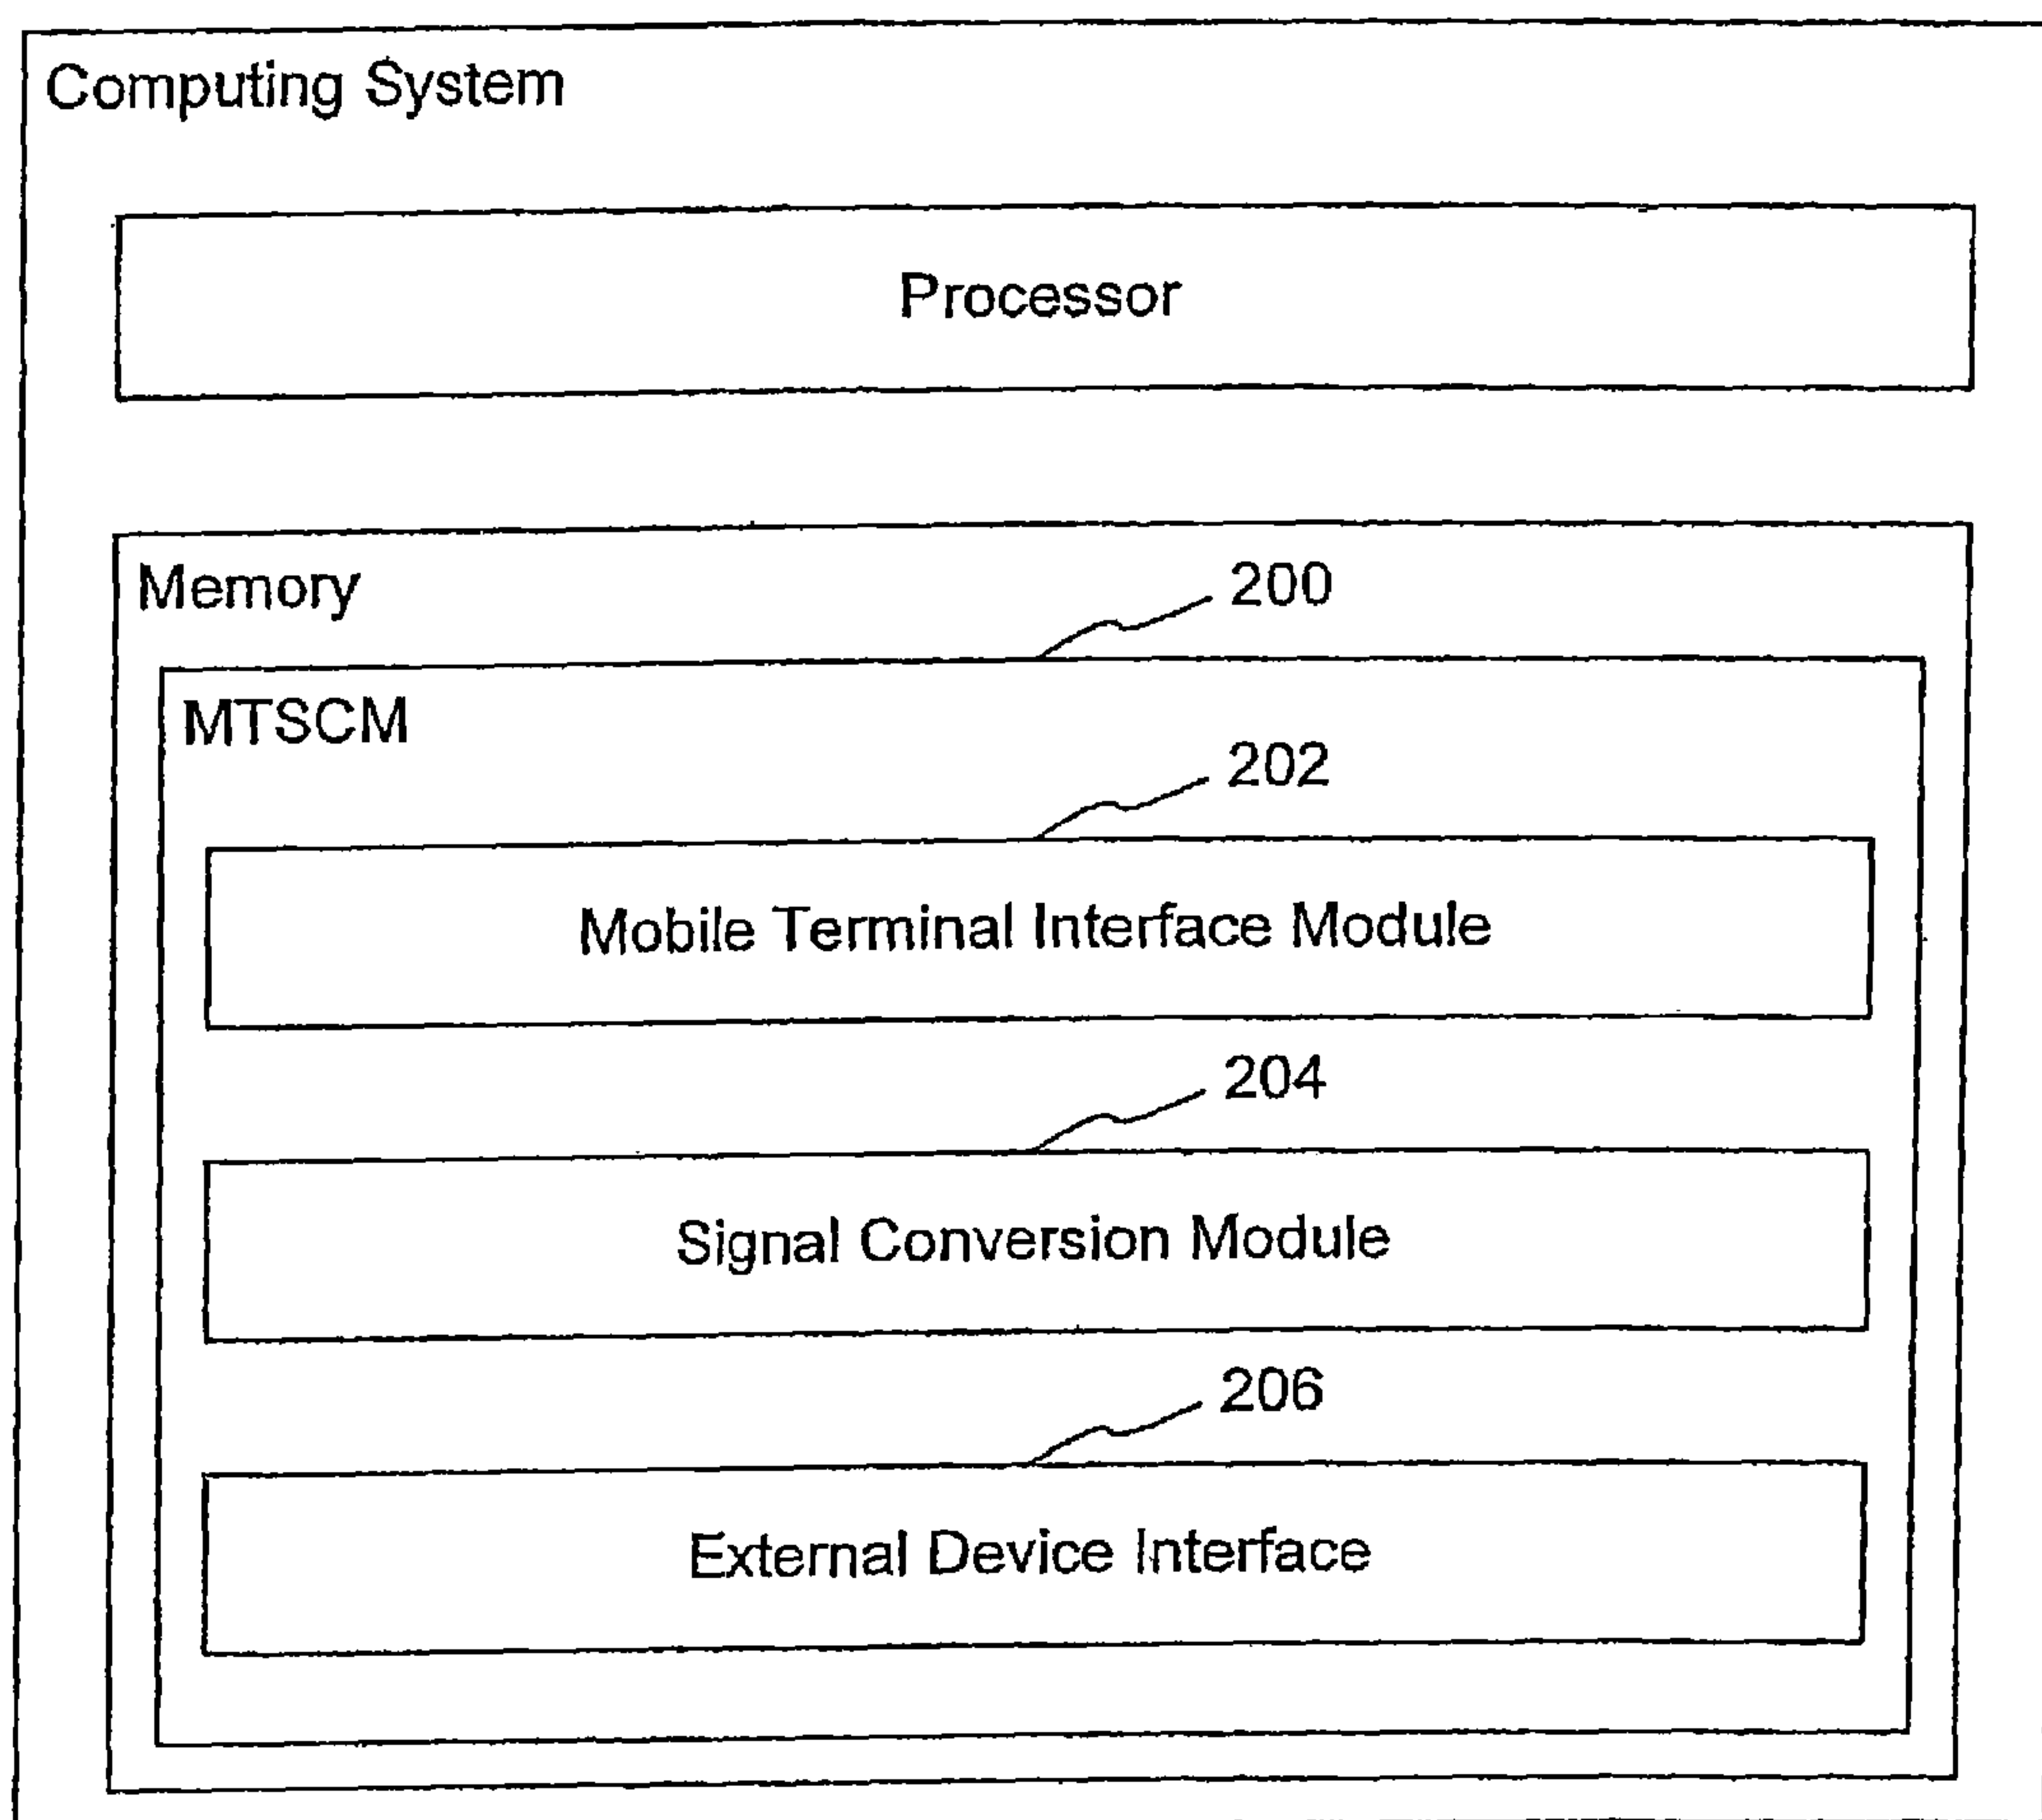 Computing System
Processor
Memory
200
MTSCM
202
Mobile Terminal Interface Module
204
Signal Conversion Module
206
External Device Interface